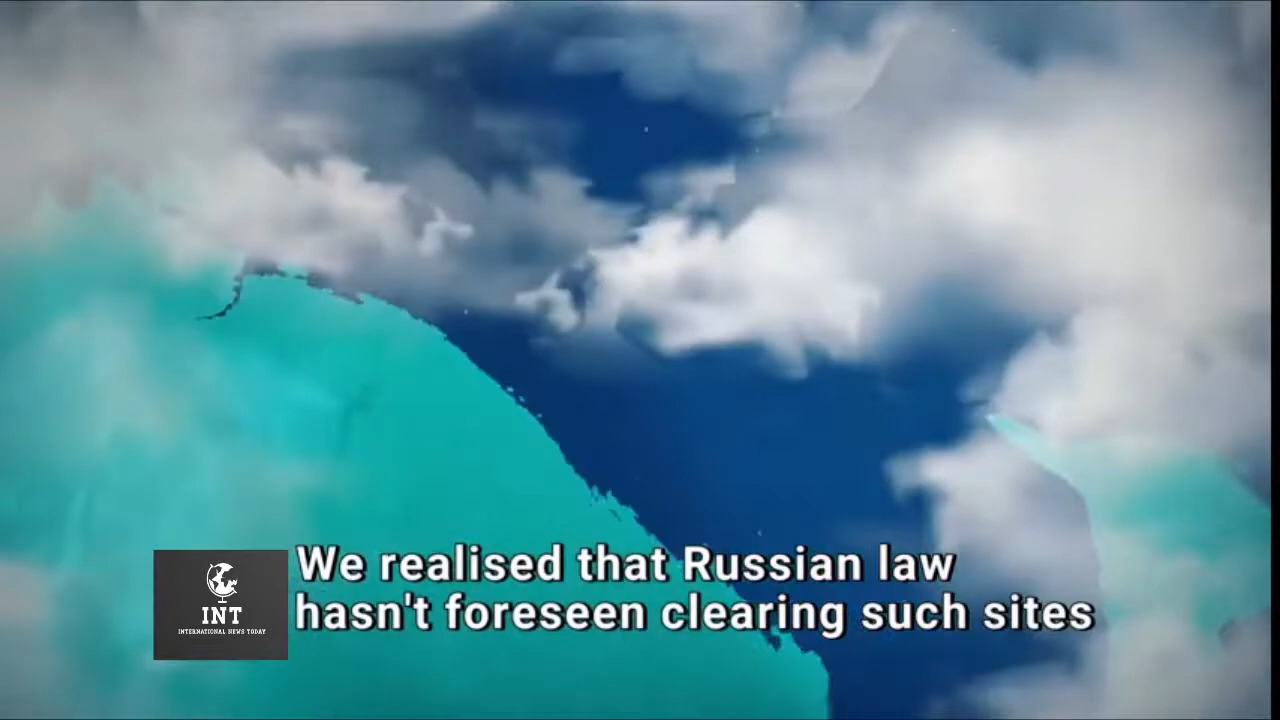 We realised that Russian law
hasn't foreseen clearing such sites
INT
INTERNATIONAL NEWS TODAY